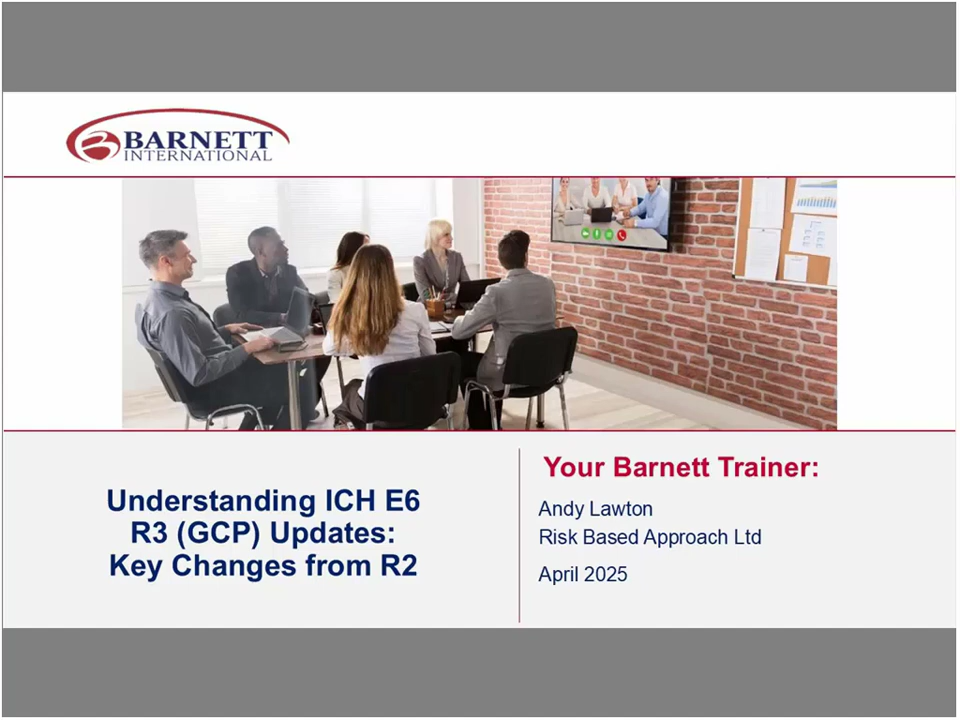 BARNETT
INTERNATIONAL
Understanding ICH E6
R3 (GCP) Updates:
Key Changes from R2
Your Barnett Trainer:
Andy Lawton
Risk Based Approach Ltd
April 2025